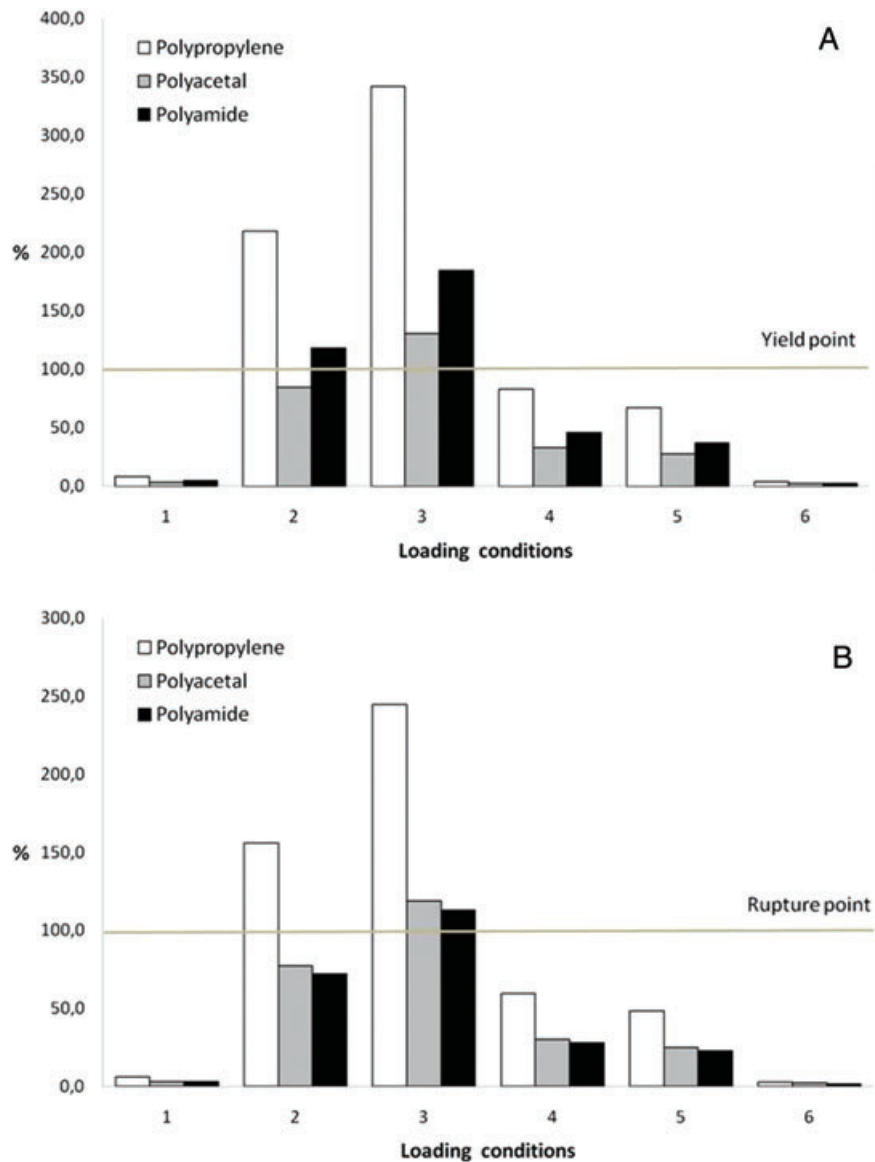 400,0
A
Polypropylene
350,0
Polyacetal
300,0
Polyamide
250,0
% 200,0
150,0
Yield point
100,0
50,0
0,0
1 2 3 4 5 6
Loading conditions
300,0
Polypropylene
B
250,0
Polyacetal
Polyamide
200,0
% 150,0
Rupture point
100,0
50,0
0,0
1 2 3 4 5 6
Loading conditions